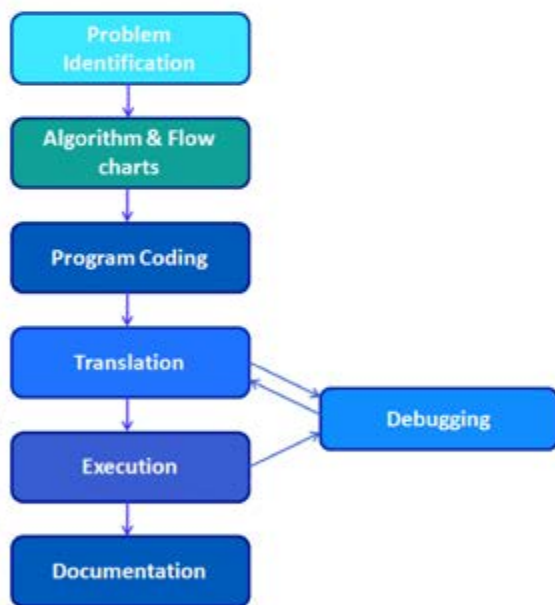 Problem
Identification
Algorithm & Flow
charts
Program Coding
Translation
Debugging
Execution
Documentation